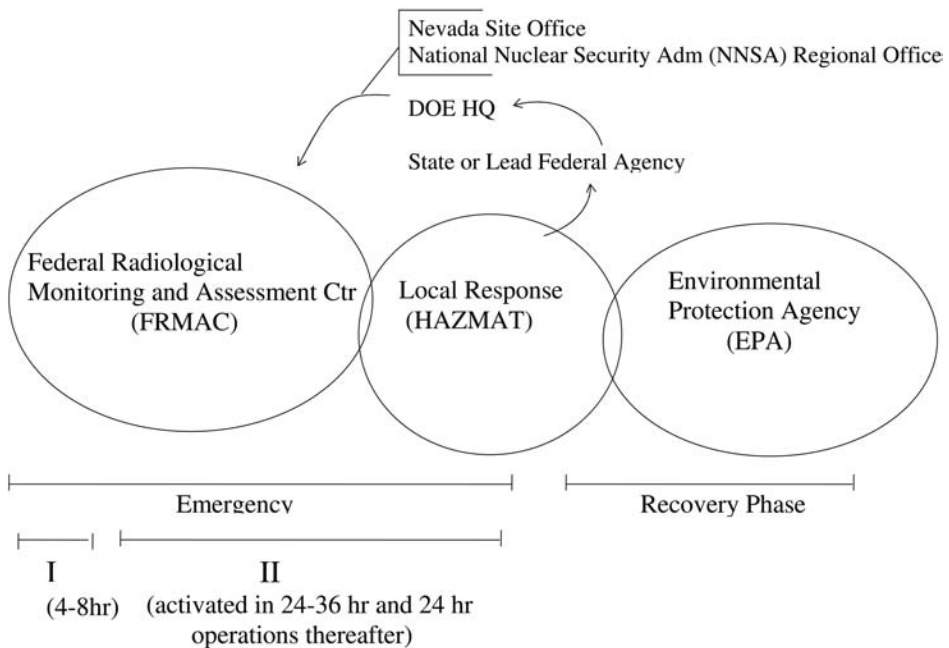 Nevada Site Office
National Nuclear Security Adm (NNSA) Regional Office
DOE HQ
State or Lead Federal Agency
Federal Radiological
Monitoring and Assessment Ctr
(FRMAC)
Local Response
(HAZMAT)
Environmental
Protection Agency
(EPA)
Emergency
Recovery Phase
I
(4-8hr)
II
(activated in 24-36 hr and 24 hr
operations thereafter)